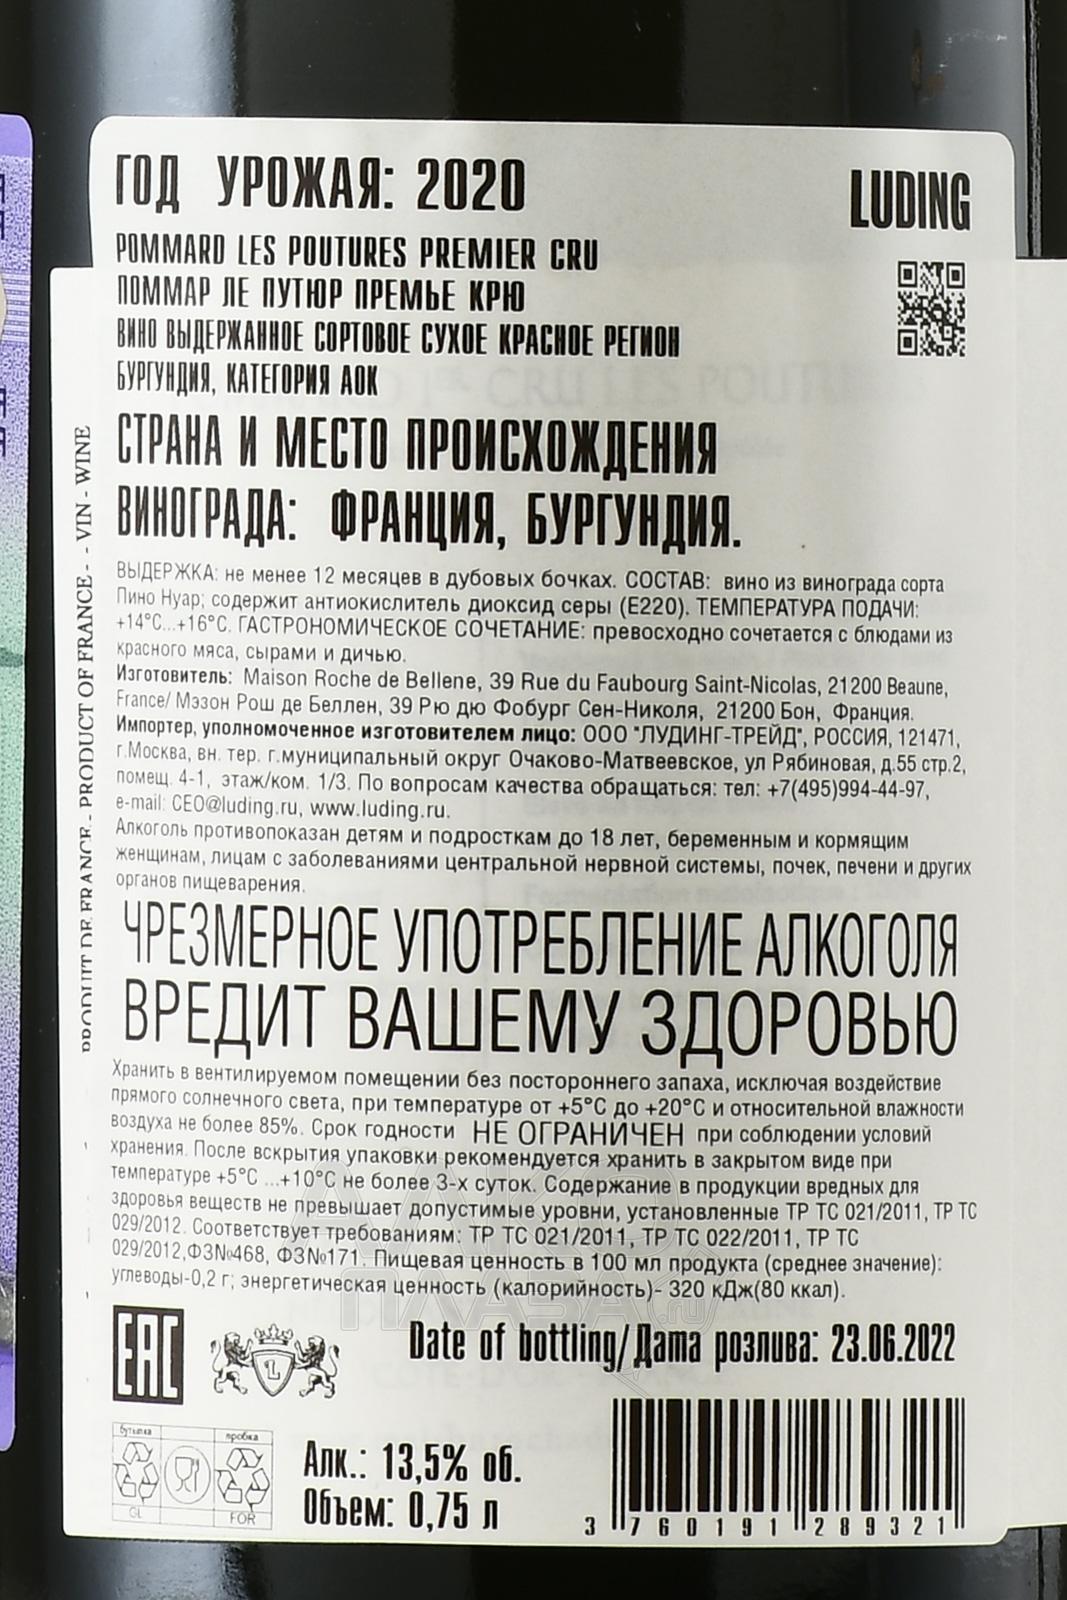 ГОД УРОЖАЯ: 2020
LUDING
POMMARD LES POUTURES PREMIER CRU
ПОММАР ЛЕ ПУТЮР ПРЕМЬЕ КРЮ
ВИНО ВЫДЕРЖАННОЕ СОРТОВОЕ СУХОЕ КРАСНОЕ РЕГИОН
БУРГУНДИЯ, КАТЕГОРИЯ АОК
СТРАНА И МЕСТО ПРОИСХОЖДЕНИЯ
ВИНОГРАДА: ФРАНЦИЯ, БУРГУНДИЯ.
ВЫДЕРЖКА: не менее 12 месяцев в дубовых бочках. СОСТАВ: вино из винограда сорта
Пино Нуар; содержит антиокислитель диоксид серы (Е220). ТЕМПЕРАТУРА ПОДАЧИ:
+14°С...+16°С. ГАСТРОНОМИЧЕСКОЕ СОЧЕТАНИЕ: превосходно сочетается с блюдами из
красного мяса, сырами и дичью.
Изготовитель: Maison Roche de Bellene, 39 Rue du Faubourg Saint-Nicolas, 21200 Beaune,
France/ Мэзон Рош де Беллен, 39 Рю дю Фобург Сен-Николя, 21200 Бон, Франция.
Импортер, уполномоченное изготовителем лицо: ООО "ЛУДИНГ-ТРЕЙД", РОССИЯ, 121471,
г.Москва, вн. тер. г.муниципальный округ Очаково-Матвеевское, ул Рябиновая, д.55 стр.2,
помещ. 4-1, этаж/ком. 1/3. По вопросам качества обращаться: тел: +7(495)994-44-97,
e-mail: CEO@luding.ru, www.luding.ru.
Алкоголь противопоказан детям и подросткам до 18 лет, беременным и кормящим
женщинам, лицам с заболеваниями центральной нервной системы, почек, печени и других
органов пищеварения.
ЧРЕЗМЕРНОЕ УПОТРЕБЛЕНИЕ АЛКОГОЛЯ
ВРЕДИТ ВАШЕМУ ЗДОРОВЬЮ
Хранить в вентилируемом помещении без постороннего запаха, исключая воздействие
прямого солнечного света, при температуре от +5°С до +20°С и относительной влажности
воздуха не более 85%. Срок годности НЕ ОГРАНИЧЕН при соблюдении условий
хранения. После вскрытия упаковки рекомендуется хранить в закрытом виде при
температуре +5°С ...+10°С не более 3-х суток. Содержание в продукции вредных для
здоровья веществ не превышает допустимые уровни, установленные ТР ТС 021/2011, ТР ТС
029/2012. Соответствует требованиям: ТР ТС 021/2011, ТР ТС 022/2011, ТР ТС
029/2012,ФЗ№468, ФЗ№171. Пищевая ценность в 100 мл продукта (среднее значение):
углеводы-0,2 г; энергетическая ценность (калорийность)- 320 кДж(80 ккал).
EAC
L
Date of bottling/Дата розлива: 23.06.2022
бутылка
пробка
GL
FOR
Алк.: 13,5% об.
Объем: 0,75 л
3 760191 289321
PRODUIT DE FRANCE - PRODUCT OF FRANCE - VIN - WINE
АЛКО
ПЛАЗА.ru